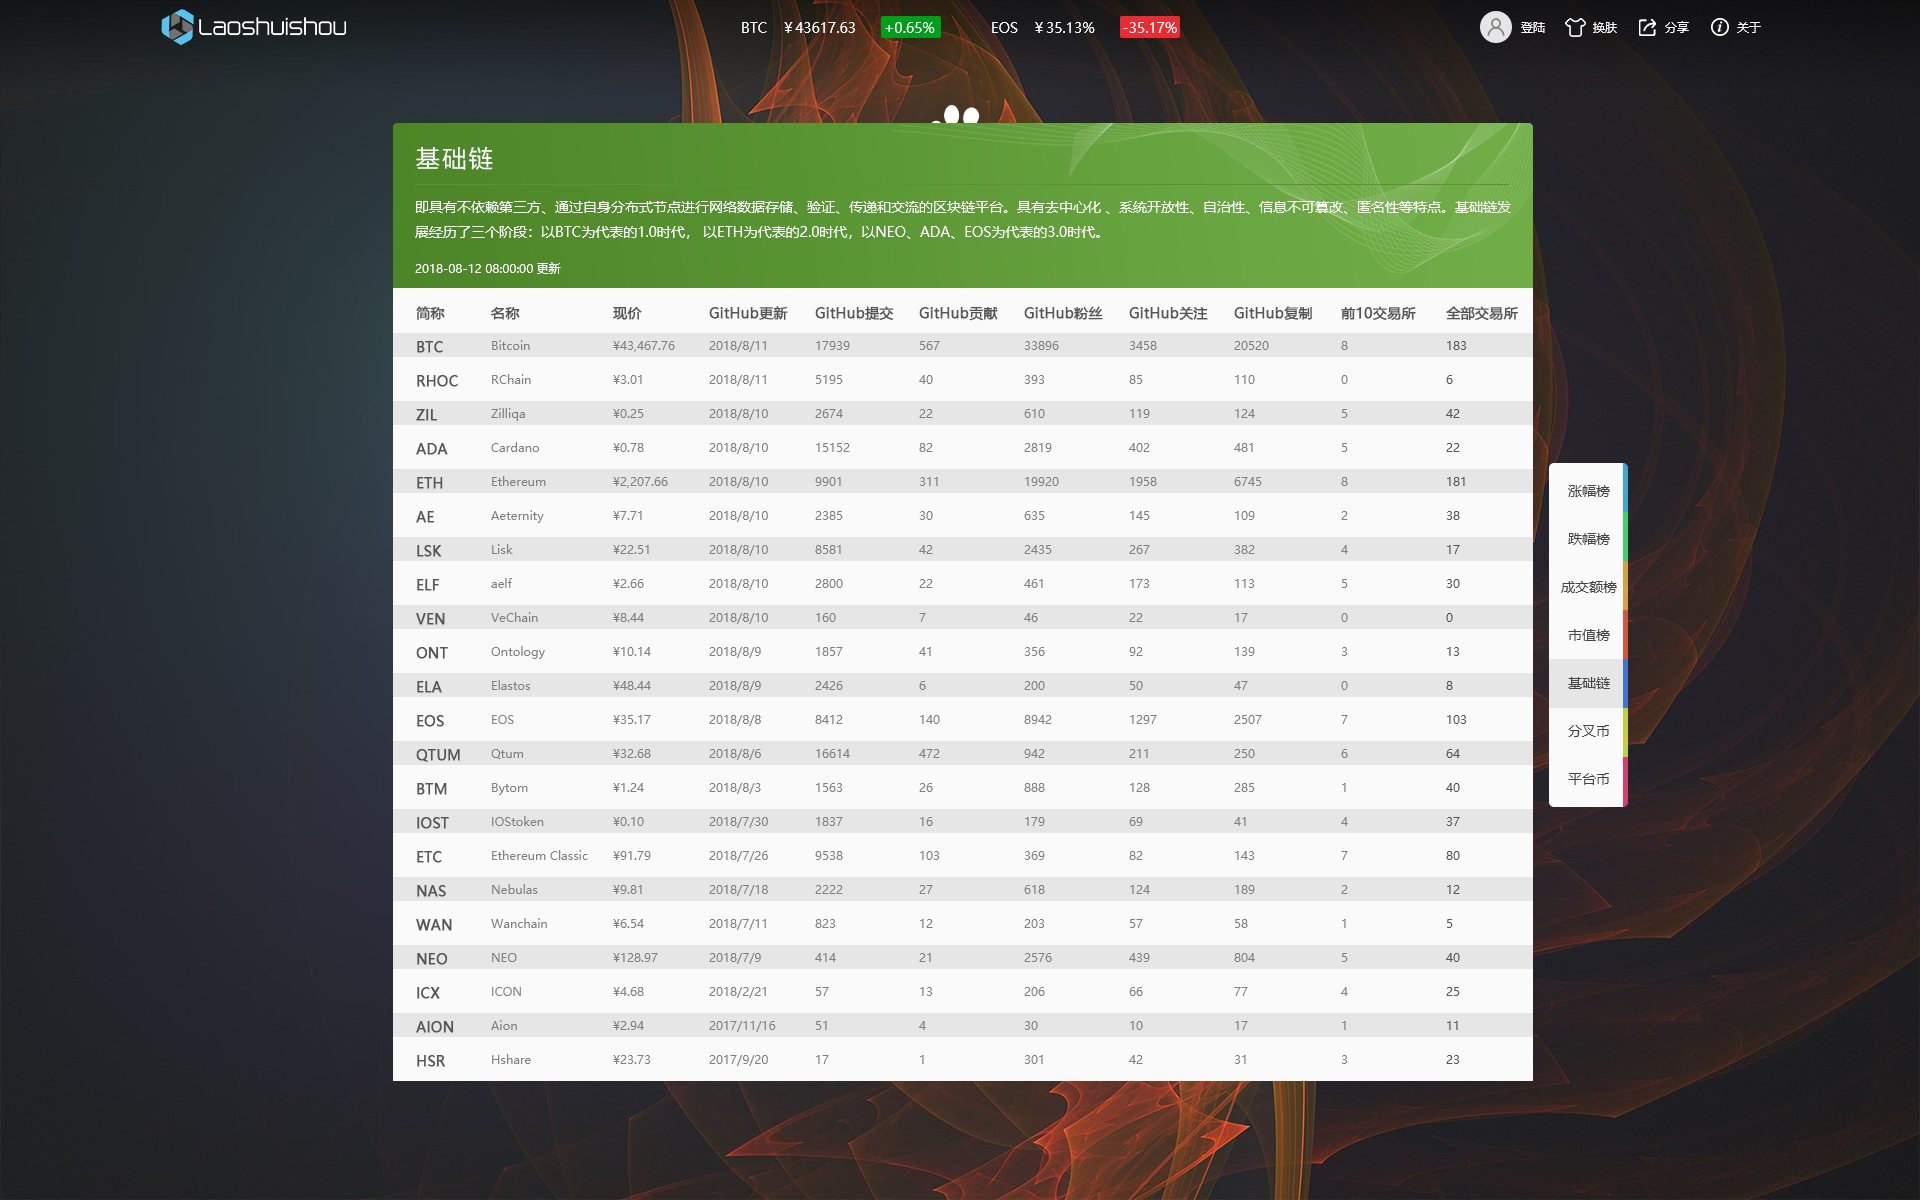 Laoshuishou
BTC ¥43617.63 +0.65% EOS ¥35.13% -35.17%
登陆 换肤 分享 关于
基础链
即具有不依赖第三方、通过自身分布式节点进行网络数据存储、验证、传递和交流的区块链平台。具有去中心化 、系统开放性、自治性、信息不可篡改、匿名性等特点。基础链发
展经历了三个阶段：以BTC为代表的1.0时代， 以ETH为代表的2.0时代，以NEO、ADA、EOS为代表的3.0时代。
2018-08-12 08:00:00 更新
简称 名称 现价 GitHub更新 GitHub提交 GitHub贡献 GitHub粉丝 GitHub关注 GitHub复制 前10交易所 全部交易所
BTC Bitcoin ¥43,467.76 2018/8/11 17939 567 33896 3458 20520 8 183
RHOC RChain ¥3.01 2018/8/11 5195 40 393 85 110 0 6
ZIL Zilliqa ¥0.25 2018/8/10 2674 22 610 119 124 5 42
ADA Cardano ¥0.78 2018/8/10 15152 82 2819 402 481 5 22
ETH Ethereum ¥2,207.66 2018/8/10 9901 311 19920 1958 6745 8 181
AE Aeternity ¥7.71 2018/8/10 2385 30 635 145 109 2 38
LSK Lisk ¥22.51 2018/8/10 8581 42 2435 267 382 4 17
ELF aelf ¥2.66 2018/8/10 2800 22 461 173 113 5 30
VEN VeChain ¥8.44 2018/8/10 160 7 46 22 17 0 0
ONT Ontology ¥10.14 2018/8/9 1857 41 356 92 139 3 13
ELA Elastos ¥48.44 2018/8/9 2426 6 200 50 47 0 8
EOS EOS ¥35.17 2018/8/8 8412 140 8942 1297 2507 7 103
QTUM Qtum ¥32.68 2018/8/6 16614 472 942 211 250 6 64
BTM Bytom ¥1.24 2018/8/3 1563 26 888 128 285 1 40
IOST IOStoken ¥0.10 2018/7/30 1837 16 179 69 41 4 37
ETC Ethereum Classic ¥91.79 2018/7/26 9538 103 369 82 143 7 80
NAS Nebulas ¥9.81 2018/7/18 2222 27 618 124 189 2 12
WAN Wanchain ¥6.54 2018/7/11 823 12 203 57 58 1 5
NEO NEO ¥128.97 2018/7/9 414 21 2576 439 804 5 40
ICX ICON ¥4.68 2018/2/21 57 13 206 66 77 4 25
AION Aion ¥2.94 2017/11/16 51 4 30 10 17 1 11
HSR Hshare ¥23.73 2017/9/20 17 1 301 42 31 3 23
涨幅榜
跌幅榜
成交额榜
市值榜
基础链
分叉币
平台币